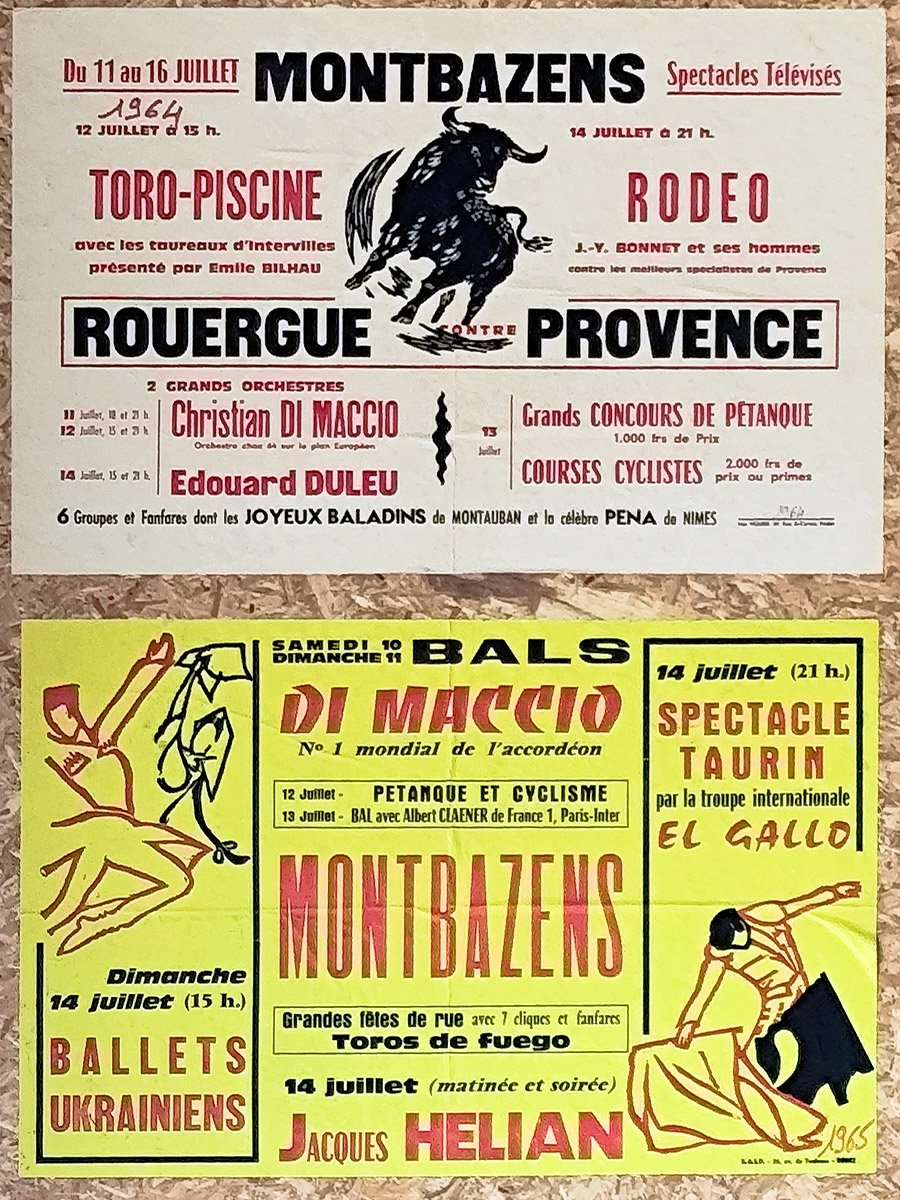 Du 11 au 16 JUILLET MONTBAZENS Spectacles Télévisés
1964
12 JUILLET à 15 h.
TORO-PISCINE
avec les taureaux d'Intervilles
présenté par Emile BILHAU
14 JUILLET à 21 h.
RODEO
J.-Y. BONNET et ses hommes
contre les meilleurs spécialistes de Provence
ROUERGUE CONTRE PROVENCE
2 GRANDS ORCHESTRES
11 Juillet, 18 et 21 h.
12 Juillet, 15 et 21 h.
Christian DI MACCIO
Orchestre choc 64 sur le plan Européen
14 Juillet, 15 et 21 h.
Edouard DULEU
13 Juillet
Grands CONCOURS DE PÉTANQUE
1.000 frs de Prix
COURSES CYCLISTES 2.000 frs de
prix ou primes
6 Groupes et Fanfares dont les JOYEUX BALADINS de MONTAUBAN et la célèbre PENA de NIMES
SAMEDI 10
DIMANCHE 11 BALS
DI MACCIO
No 1 mondial de l'accordéon
12 Juillet - PETANQUE ET CYCLISME
13 Juillet - BAL avec Albert CLAENER de France 1, Paris-Inter
MONTBAZENS
Grandes fêtes de rue avec 7 cliques et fanfares
Toros de fuego
14 juillet (matinée et soirée)
JACQUES HELIAN
Dimanche
14 juillet (15 h.)
BALLETS
UKRAINIENS
14 juillet (21 h.)
SPECTACLE
TAURIN
par la troupe internationale
EL GALLO
1965